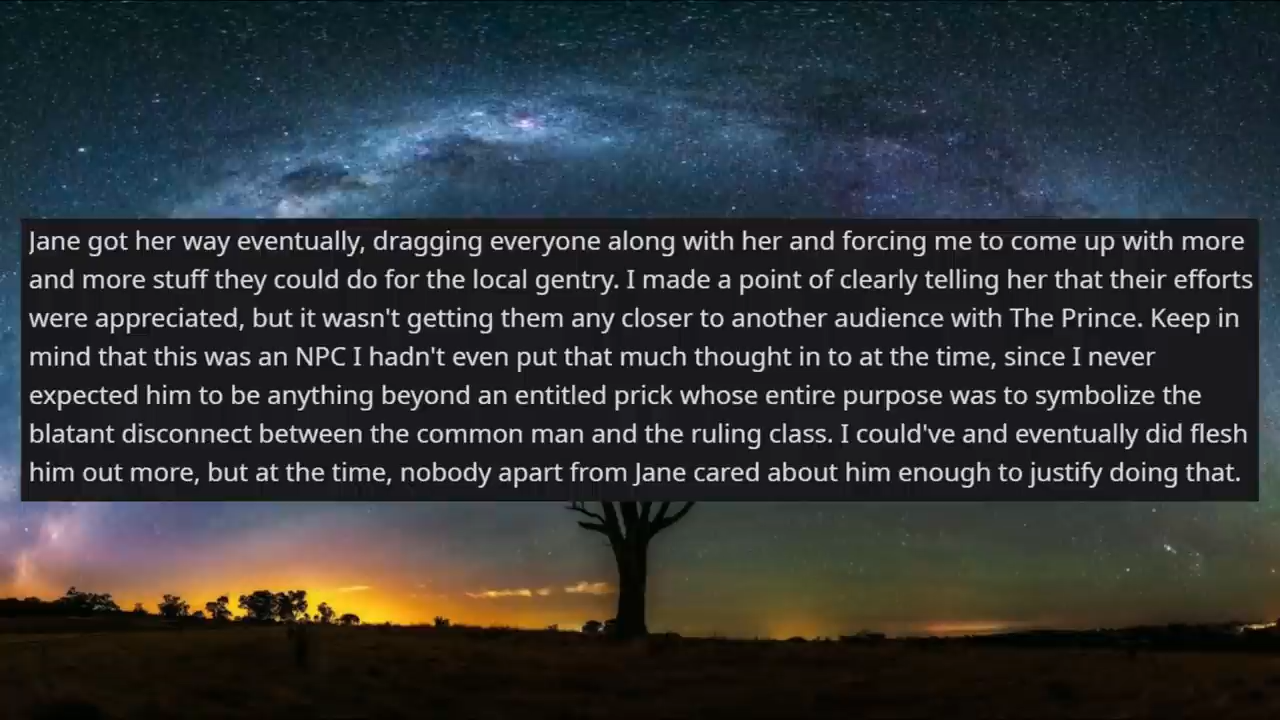 Jane got her way eventually, dragging everyone along with her and forcing me to come up with more
and more stuff they could do for the local gentry. I made a point of clearly telling her that their efforts
were appreciated, but it wasn't getting them any closer to another audience with The Prince. Keep in
mind that this was an NPC I hadn't even put that much thought in to at the time, since I never
expected him to be anything beyond an entitled prick whose entire purpose was to symbolize the
blatant disconnect between the common man and the ruling class. I could've and eventually did flesh
him out more, but at the time, nobody apart from Jane cared about him enough to justify doing that.